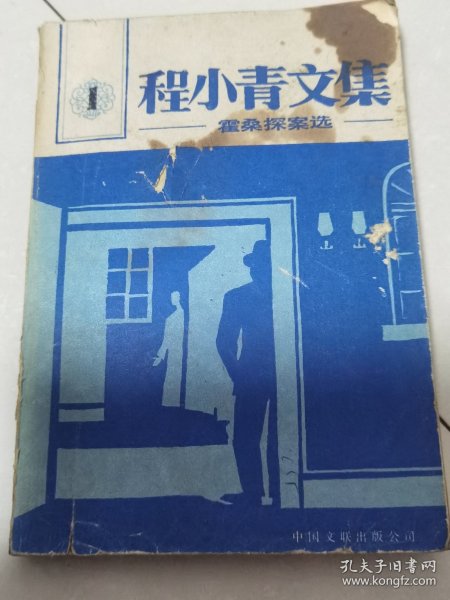 1
程小青文集
霍桑探案选
中国文联出版公司
孔夫子旧书网
www.kongfz.com